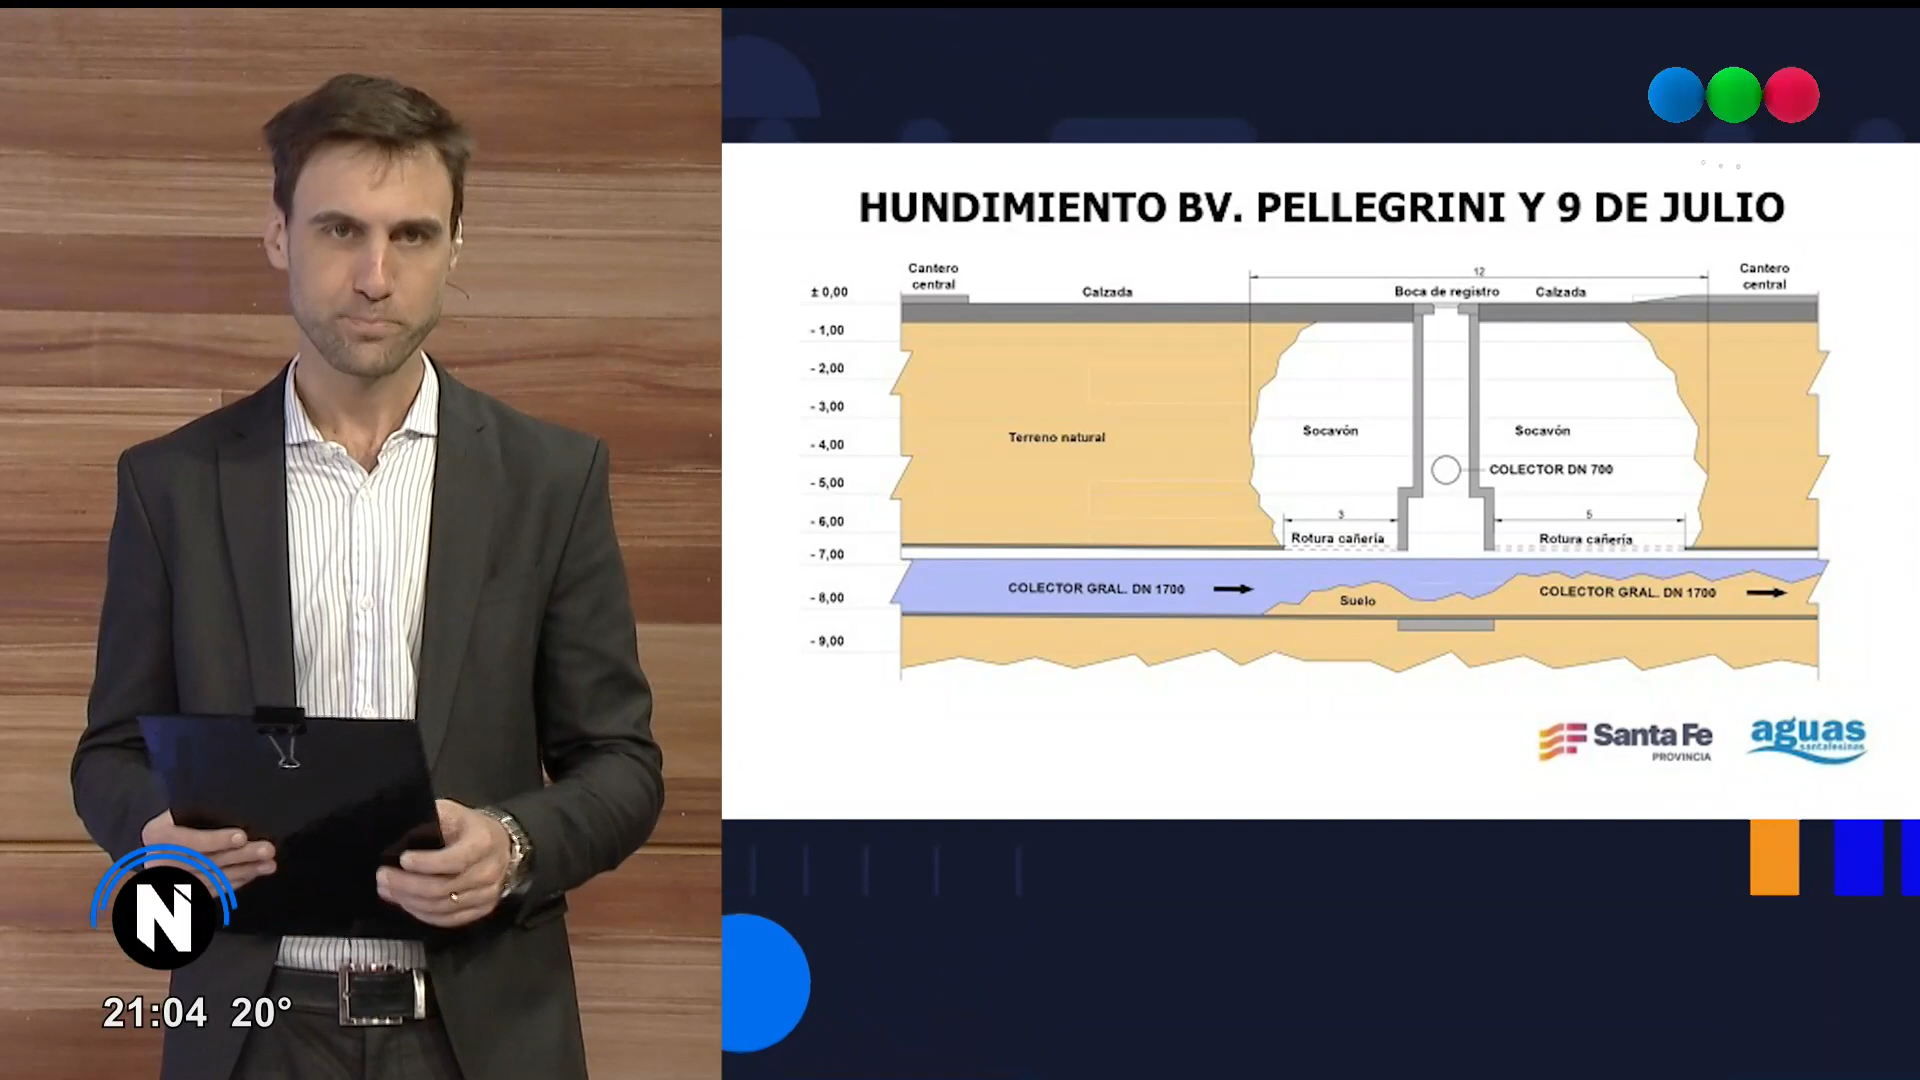 HUNDIMIENTO BV. PELLEGRINI Y 9 DE JULIO
Cantero
central
Calzada
12
Boca de registro
Calzada
Cantero
central
± 0,00
- 1,00
- 2,00
- 3,00
- 4,00
- 5,00
- 6,00
- 7,00
- 8,00
- 9,00
Terreno natural
Socavón
Socavón
COLECTOR DN 700
3
5
Rotura cañería
Rotura cañería
COLECTOR GRAL. DN 1700
Suelo
COLECTOR GRAL. DN 1700
Santa Fe
PROVINCIA
aguas
santafesinas
N
21:04 20°